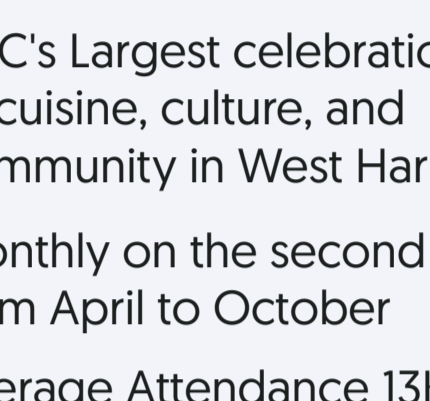 C's Largest celebratio
cuisine, culture, and
mmunity in West Har
onthly on the second
m April to October
erage Attendance 13